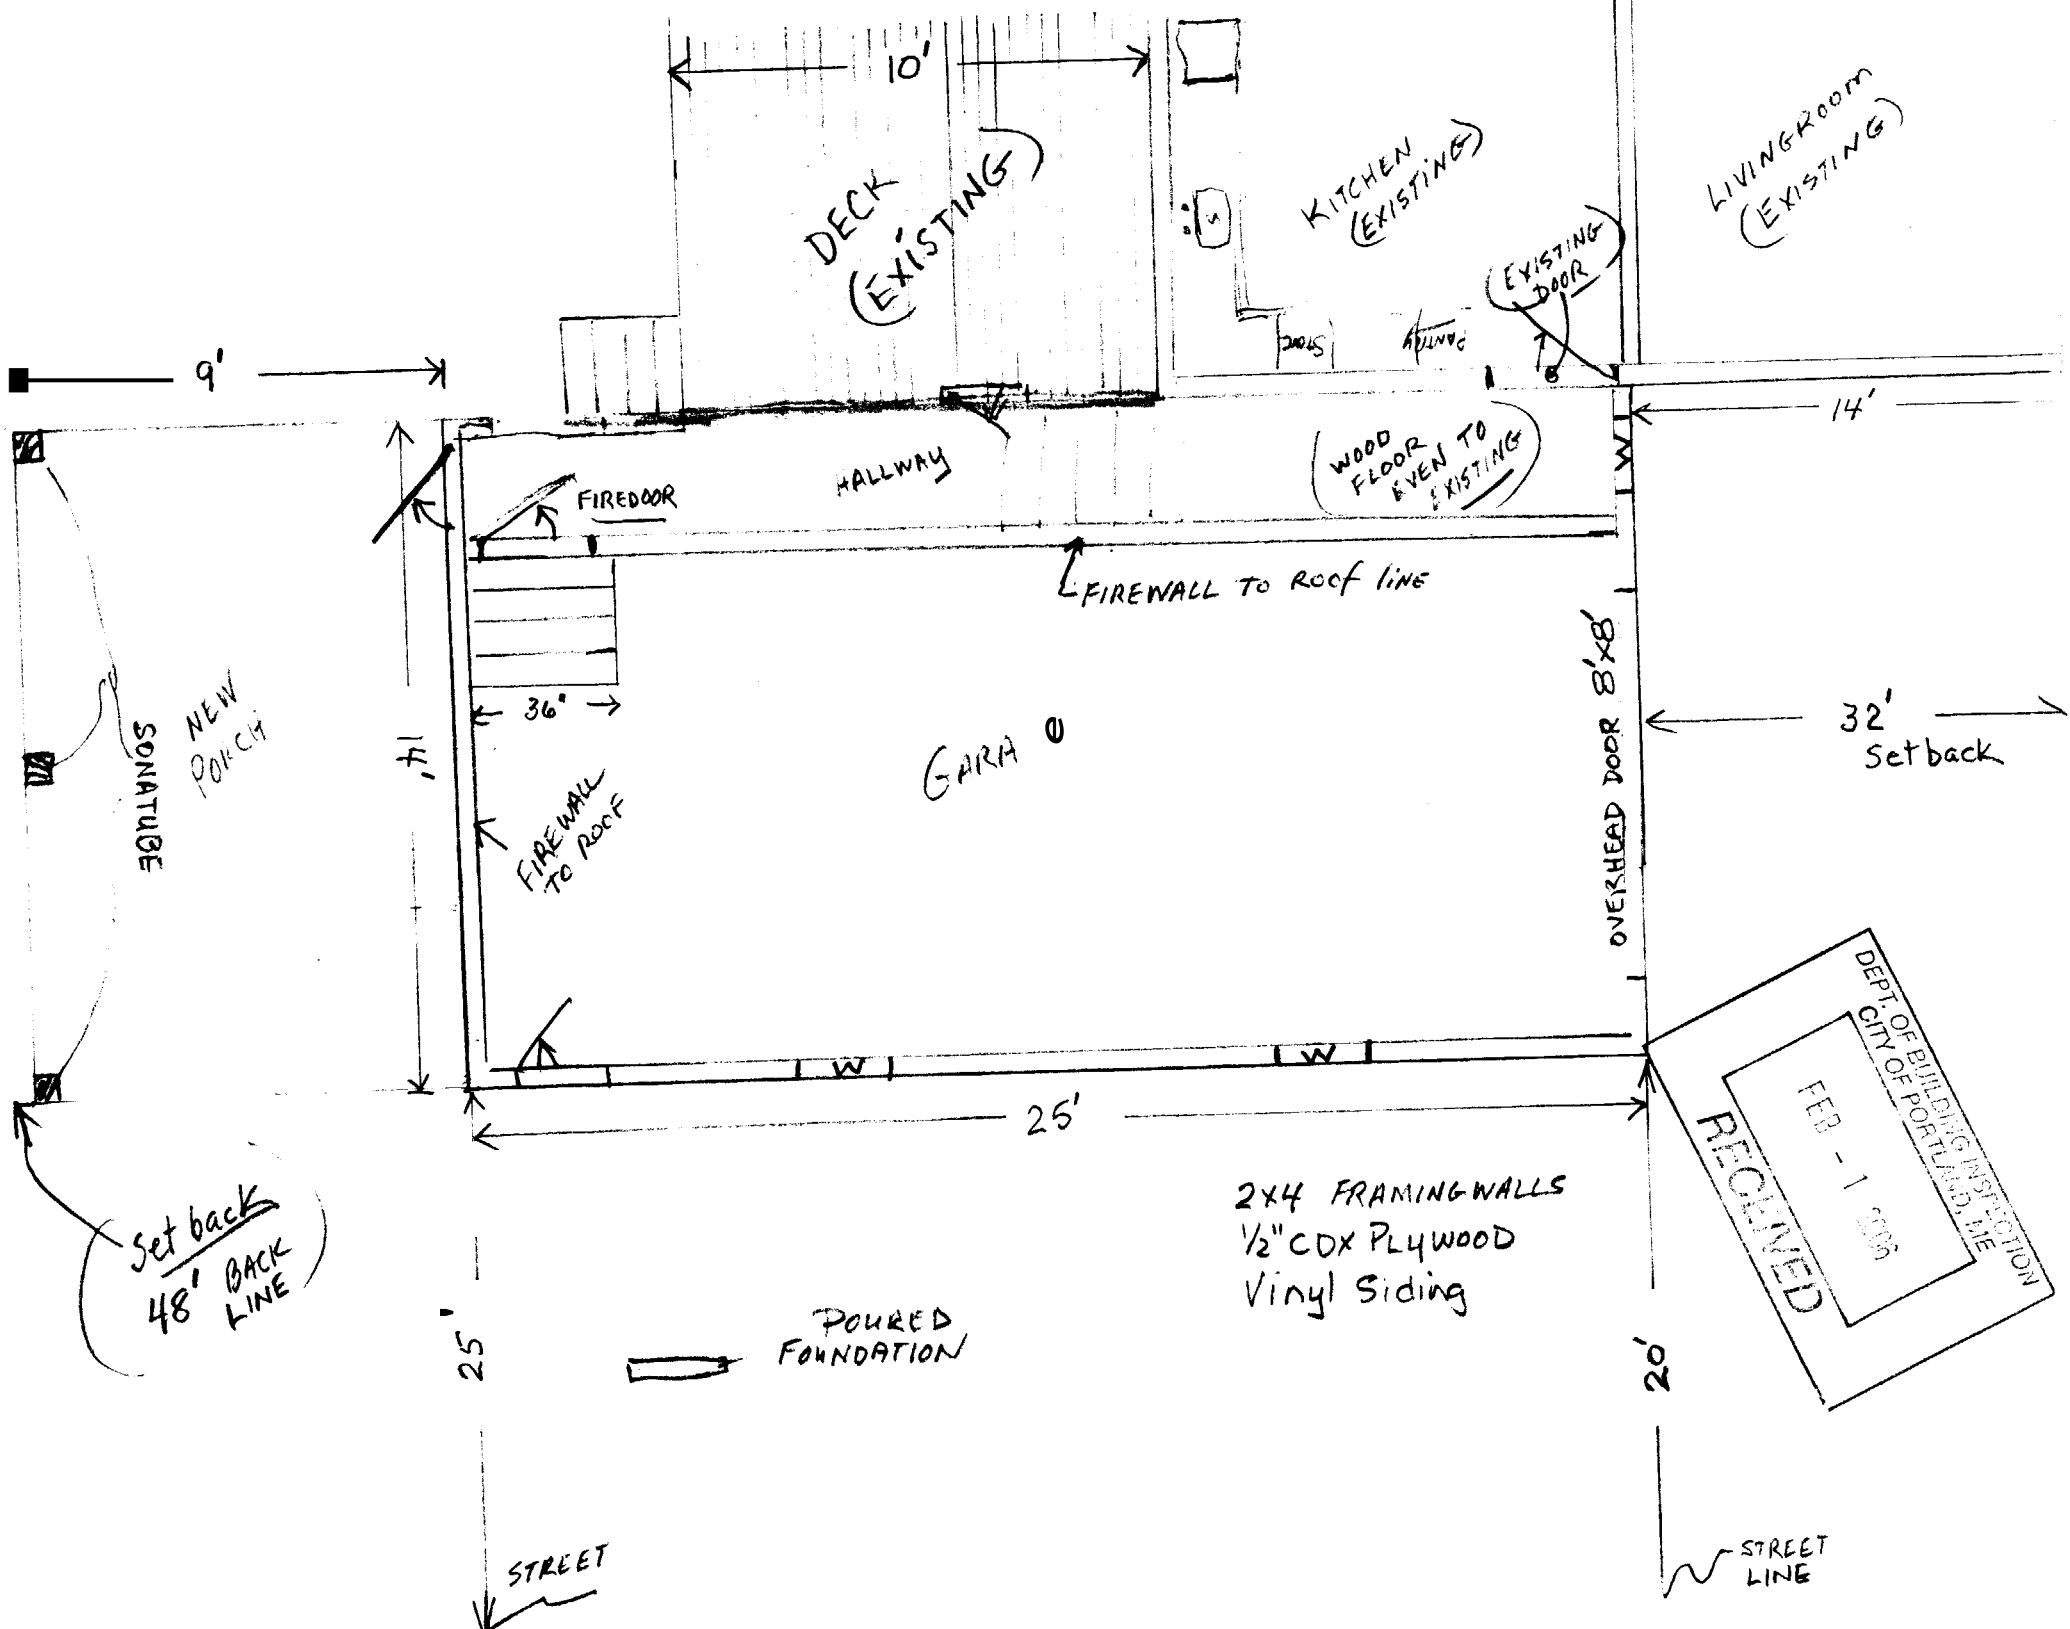 10'
DECK
(EXISTING)
KITCHEN
(EXISTING)
LIVINGROOM
(EXISTING)
(EXISTING
DOOR)
STOVE
PANTRY
9'
14'
HALLWAY
(WOOD
FLOOR
EVEN TO
EXISTING)
W
FIREDOOR
FIREWALL TO ROOF LINE
36"
14'
NEW
PORCH
SONATUBE
FIREWALL
TO ROOF
GARA e
OVERHEAD DOOR 8'x8'
32'
Setback
W
W
25'
Set back
48' BACK
LINE
2x4 FRAMING WALLS
1/2" CDX PLYWOOD
Vinyl Siding
POURED
FOUNDATION
25'
20'
STREET
STREET
LINE
DEPT. OF BUILDING INSPECTION
CITY OF PORTLAND, ME
FEB - 1
RECEIVED